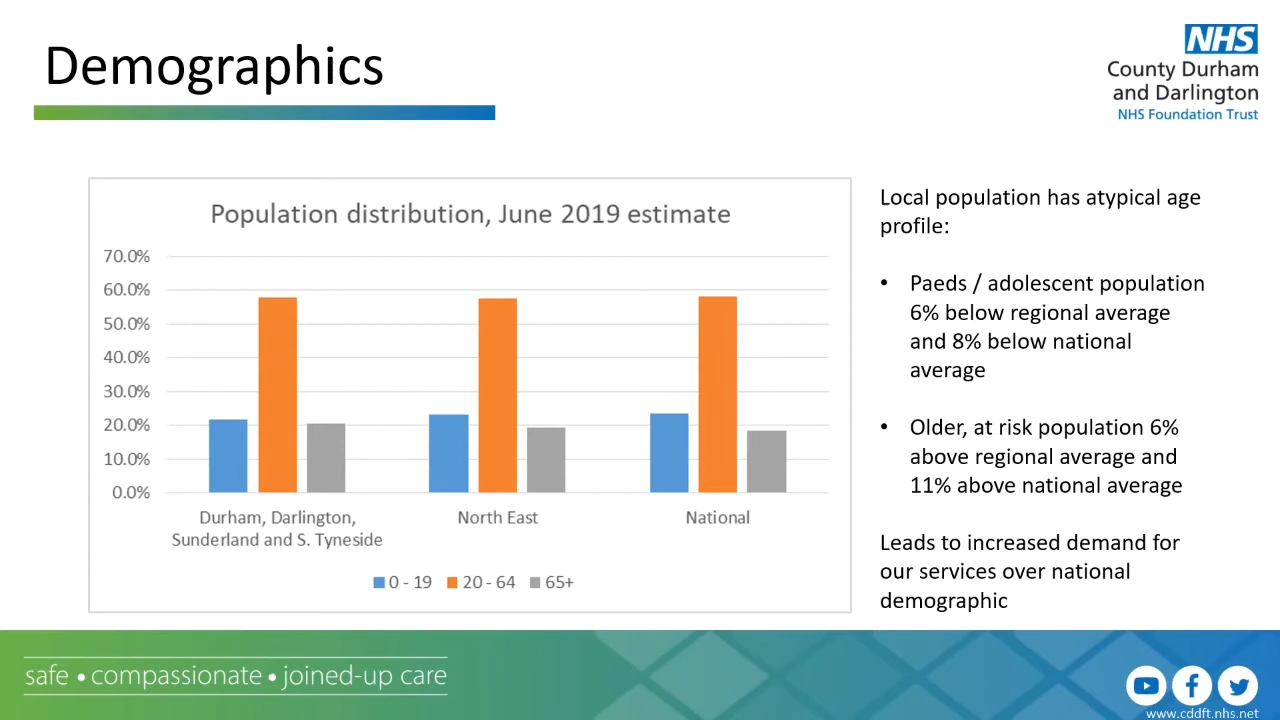 Demographics
NHS
County Durham
and Darlington
NHS Foundation Trust
Population distribution, June 2019 estimate
70.0%
60.0%
50.0%
40.0%
30.0%
20.0%
10.0%
0.0%
Durham, Darlington,
Sunderland and S. Tyneside
North East
National
0 - 19
20 - 64
65+
Local population has atypical age
profile:
• Paeds / adolescent population
6% below regional average
and 8% below national
average
• Older, at risk population 6%
above regional average and
11% above national average
Leads to increased demand for
our services over national
demographic
safe • compassionate • joined-up care
www.cddft.nhs.net